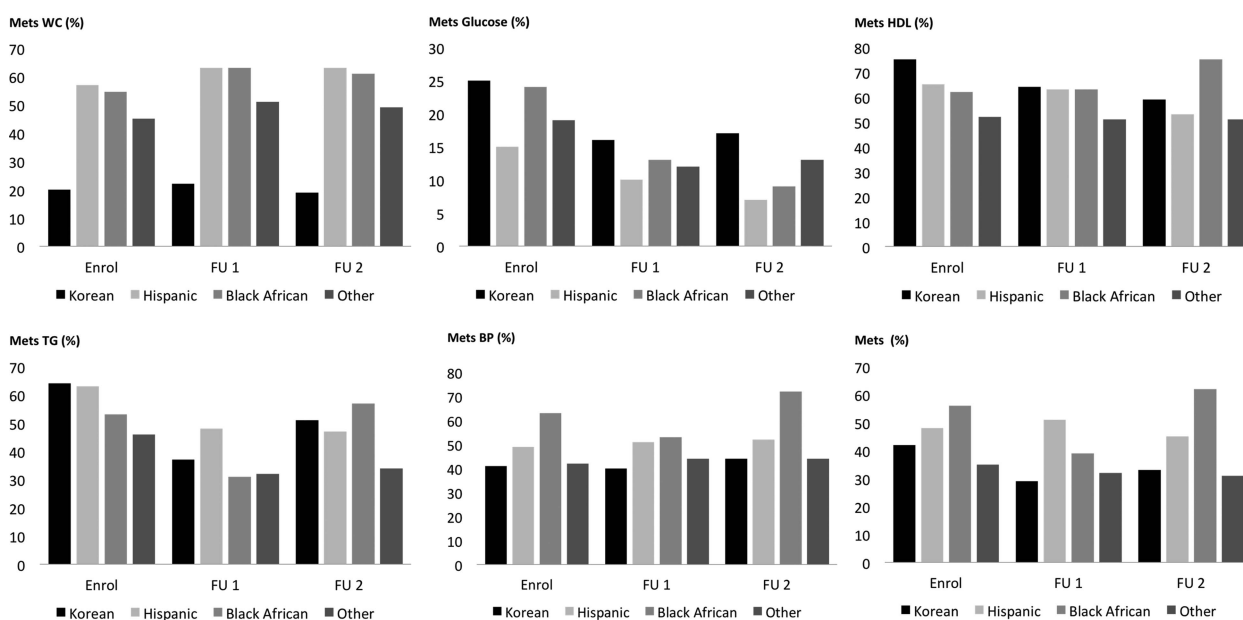 Mets WC (%)
70
60
50
40
30
20
10
0
Enrol FU 1 FU 2
Korean Hispanic Black African Other
Mets Glucose (%)
30
25
20
15
10
5
0
Enrol FU 1 FU 2
Korean Hispanic Black African Other
Mets HDL (%)
80
70
60
50
40
30
20
10
0
Enrol FU 1 FU 2
Korean Hispanic Black African Other
Mets TG (%)
70
60
50
40
30
20
10
0
Enrol FU 1 FU 2
Korean Hispanic Black African Other
Mets BP (%)
80
70
60
50
40
30
20
10
0
Enrol FU 1 FU 2
Korean Hispanic Black African Other
Mets (%)
70
60
50
40
30
20
10
0
Enrol FU 1 FU 2
Korean Hispanic Black African Other